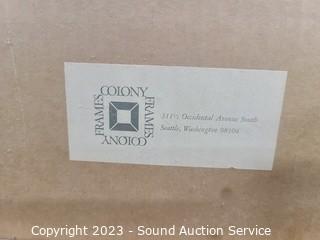 COLONY FRAMES
COLONY FRAMES
311½ Occidental Avenue South
Seattle, Washington 98104
Copyright 2023 - Sound Auction Service